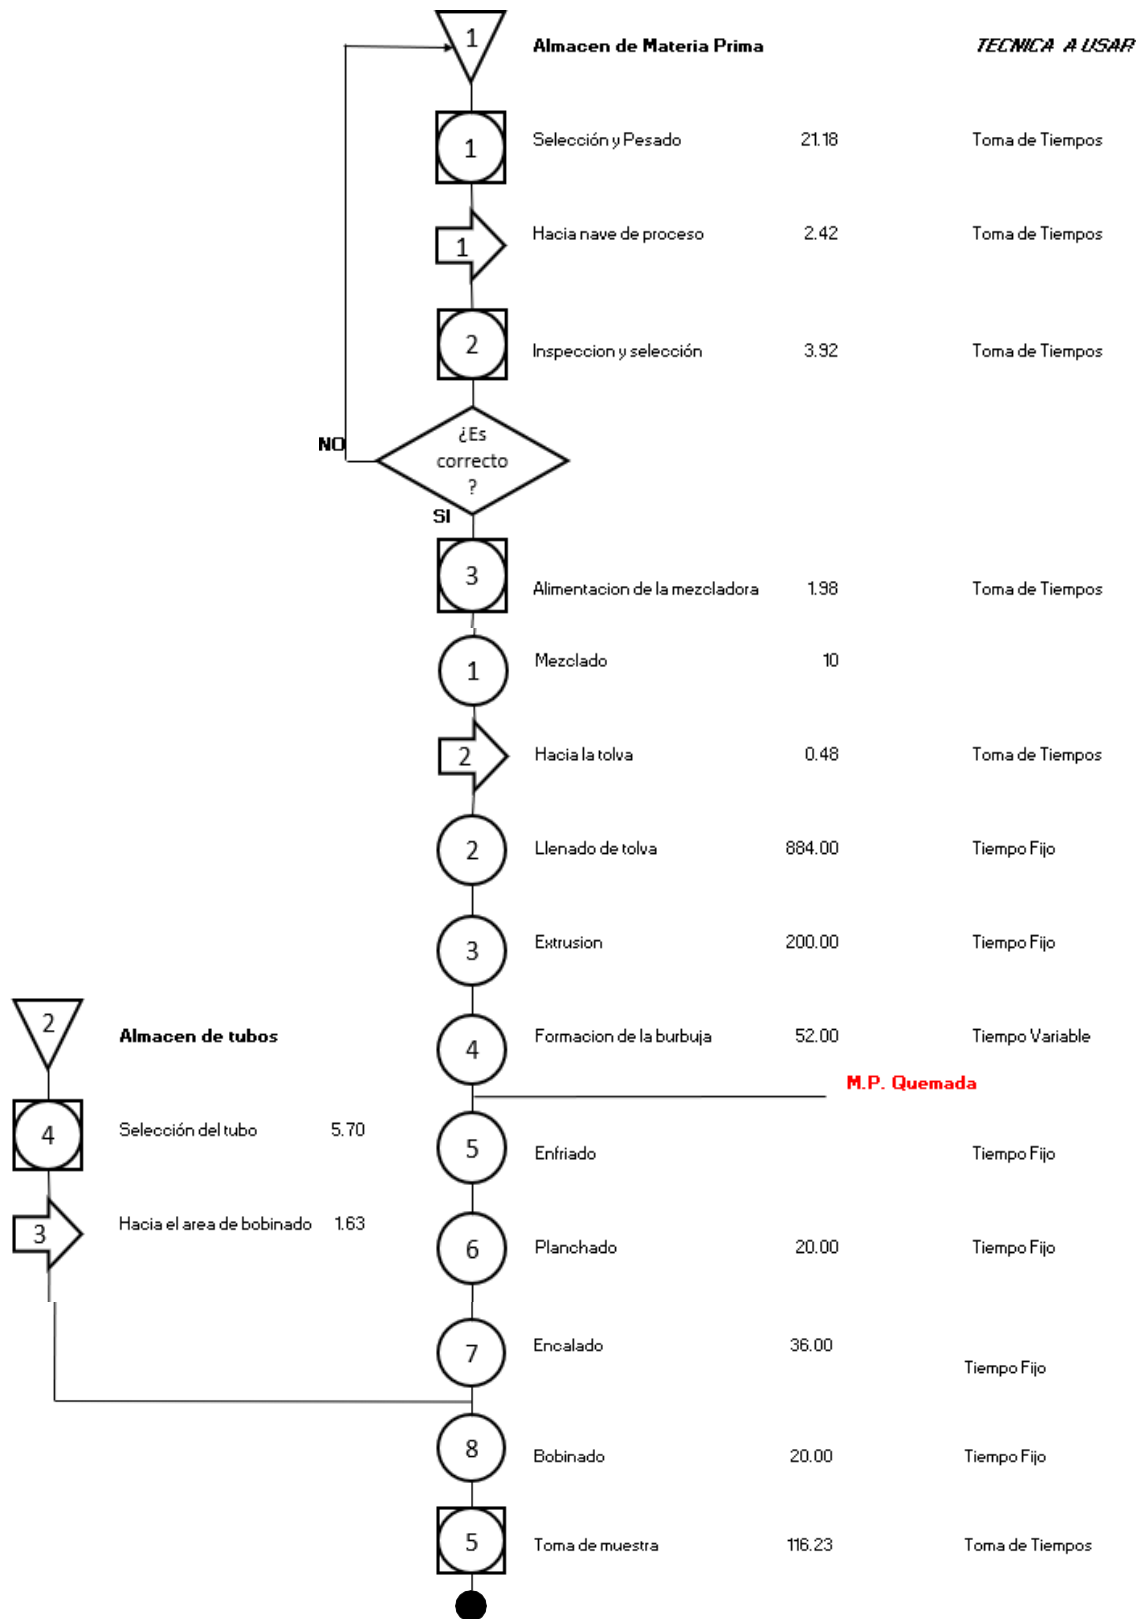 1 Almacen de Materia Prima TECNICA A USAR
1 Selección y Pesado 21.18 Toma de Tiempos
1 Hacia nave de proceso 2.42 Toma de Tiempos
2 Inspeccion y selección 3.92 Toma de Tiempos
¿Es
correcto
?
NO
SI
3 Alimentacion de la mezcladora 1.98 Toma de Tiempos
1 Mezclado 10
2 Hacia la tolva 0.48 Toma de Tiempos
2 Llenado de tolva 884.00 Tiempo Fijo
3 Extrusion 200.00 Tiempo Fijo
4 Formacion de la burbuja 52.00 Tiempo Variable
M.P. Quemada
2 Almacen de tubos
4 Selección del tubo 5.70
3 Hacia el area de bobinado 1.63
5 Enfriado Tiempo Fijo
6 Planchado 20.00 Tiempo Fijo
7 Encalado 36.00 Tiempo Fijo
8 Bobinado 20.00 Tiempo Fijo
5 Toma de muestra 116.23 Toma de Tiempos